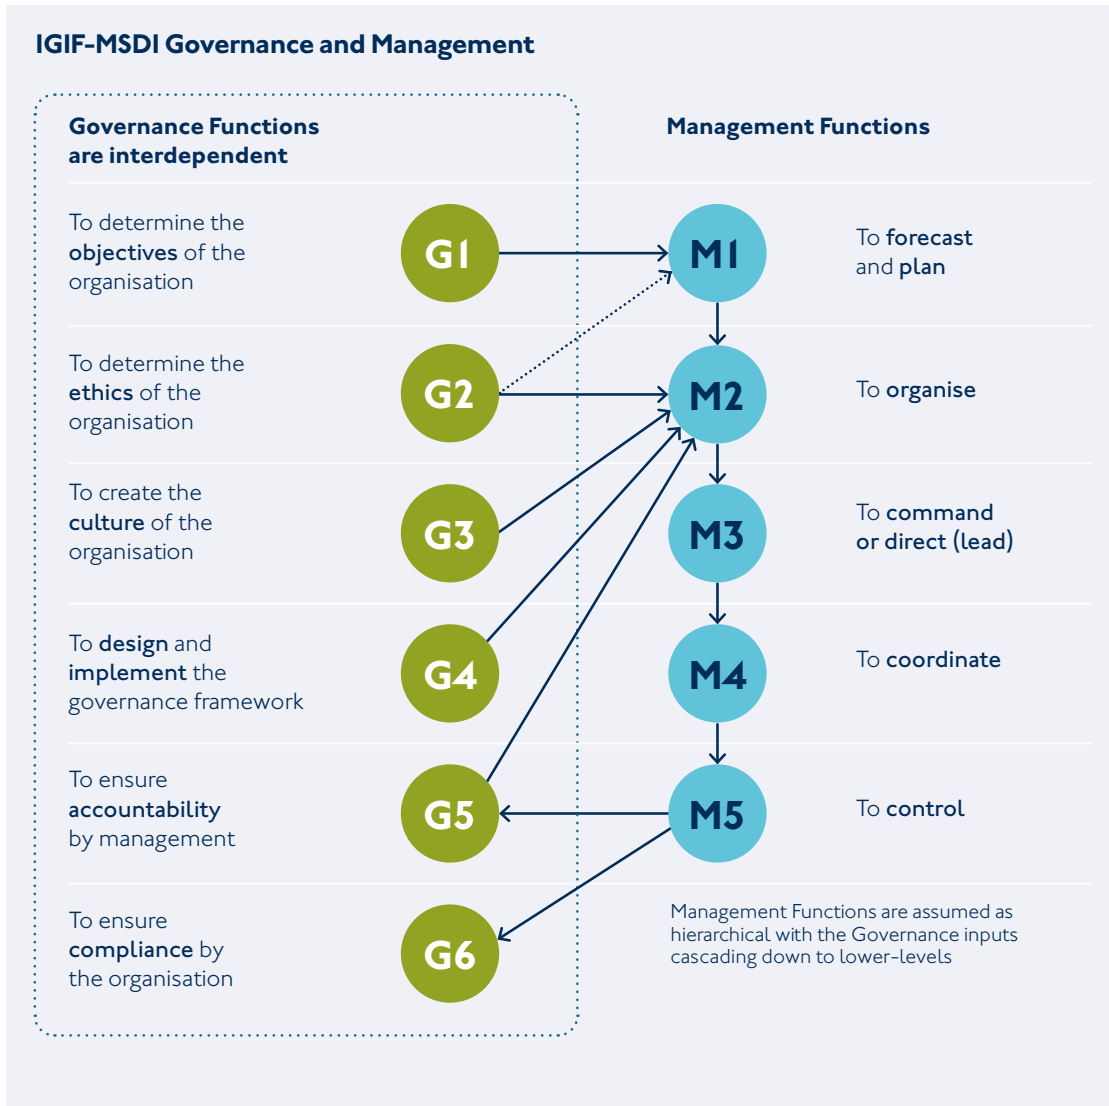 IGIF-MSDI Governance and Management
Governance Functions
are interdependent
Management Functions
To determine the
objectives of the
organisation
G1
M1
To forecast
and plan
To determine the
ethics of the
organisation
G2
M2
To organise
To create the
culture of the
organisation
G3
M3
To command
or direct (lead)
To design and
implement the
governance framework
G4
M4
To coordinate
To ensure
accountability
by management
G5
M5
To control
To ensure
compliance by
the organisation
G6
Management Functions are assumed as
hierarchical with the Governance inputs
cascading down to lower-levels